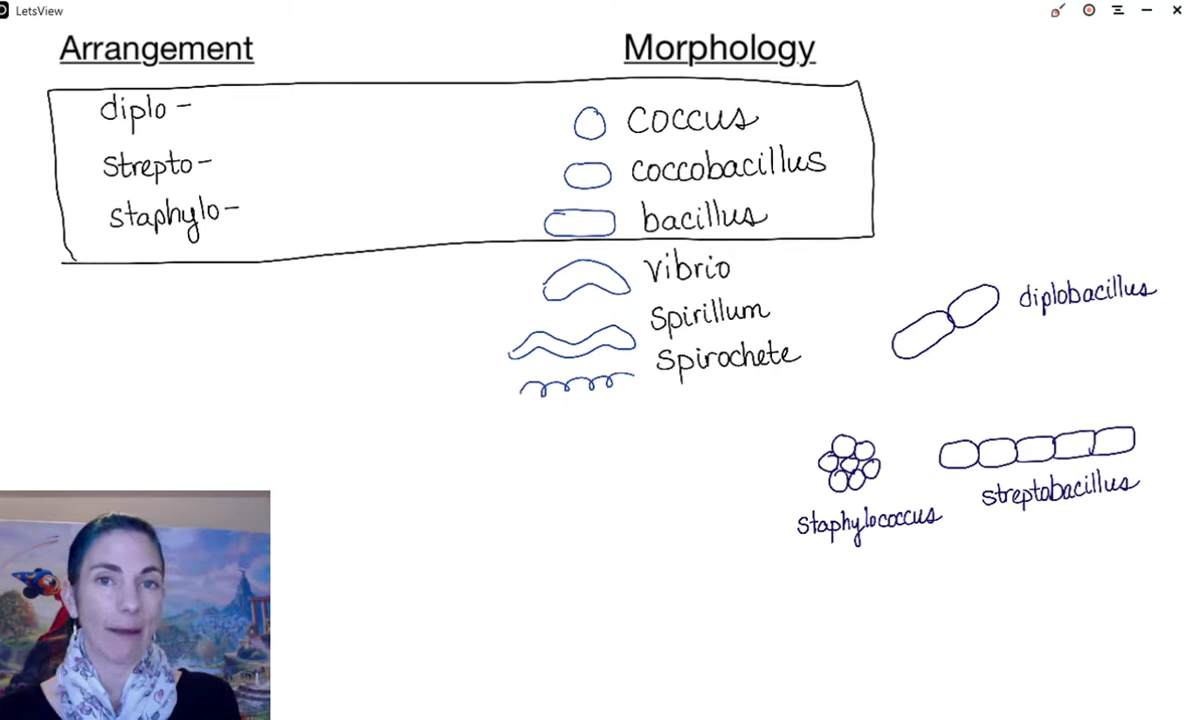 LetsView
Arrangement
Morphology
diplo-
strepto-
staphylo-
coccus
coccobacillus
bacillus
vibrio
Spirillum
Spirochete
diplobacillus
staphylococcus
streptobacillus